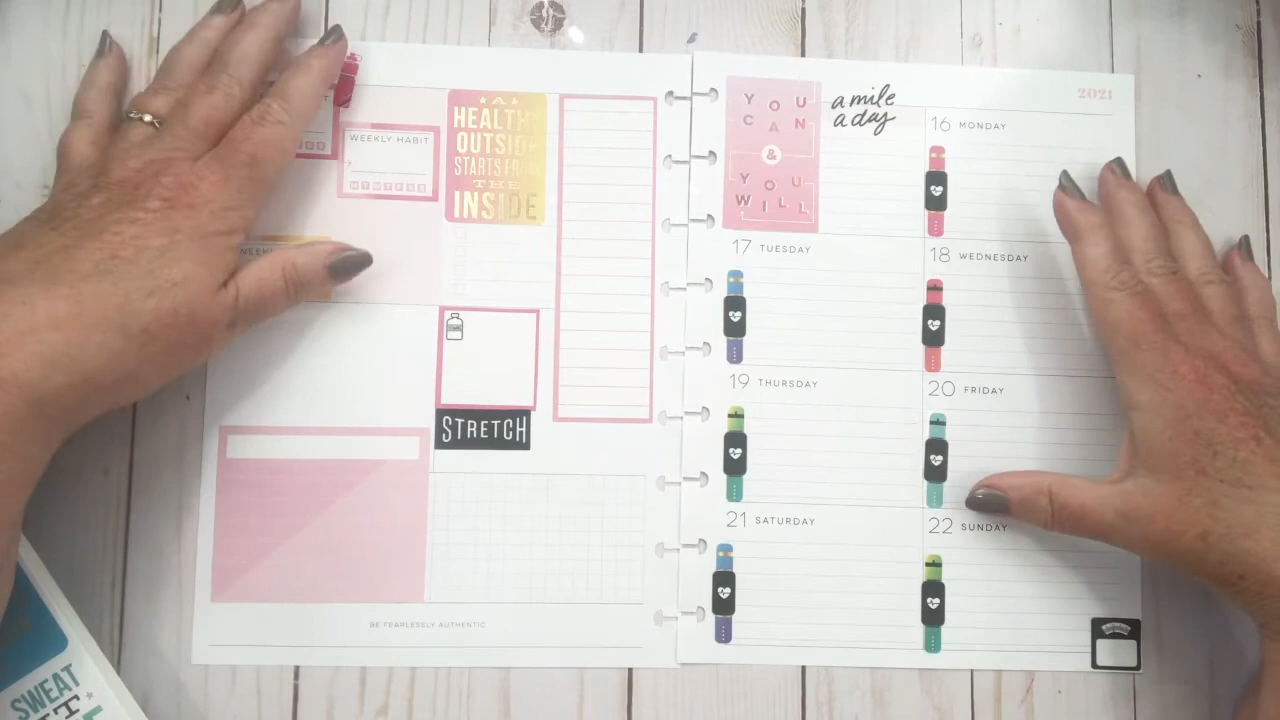 WEEKLY HABIT
M T W T F S S
A
HEALTHY
OUTSIDE
STARTS FROM
THE
INSIDE
STRETCH
BE FEARLESSLY AUTHENTIC
YOU
CAN
&
YOU
WILL
a mile
a day
2021
16 MONDAY
17 TUESDAY
18 WEDNESDAY
19 THURSDAY
20 FRIDAY
21 SATURDAY
22 SUNDAY
SWEAT